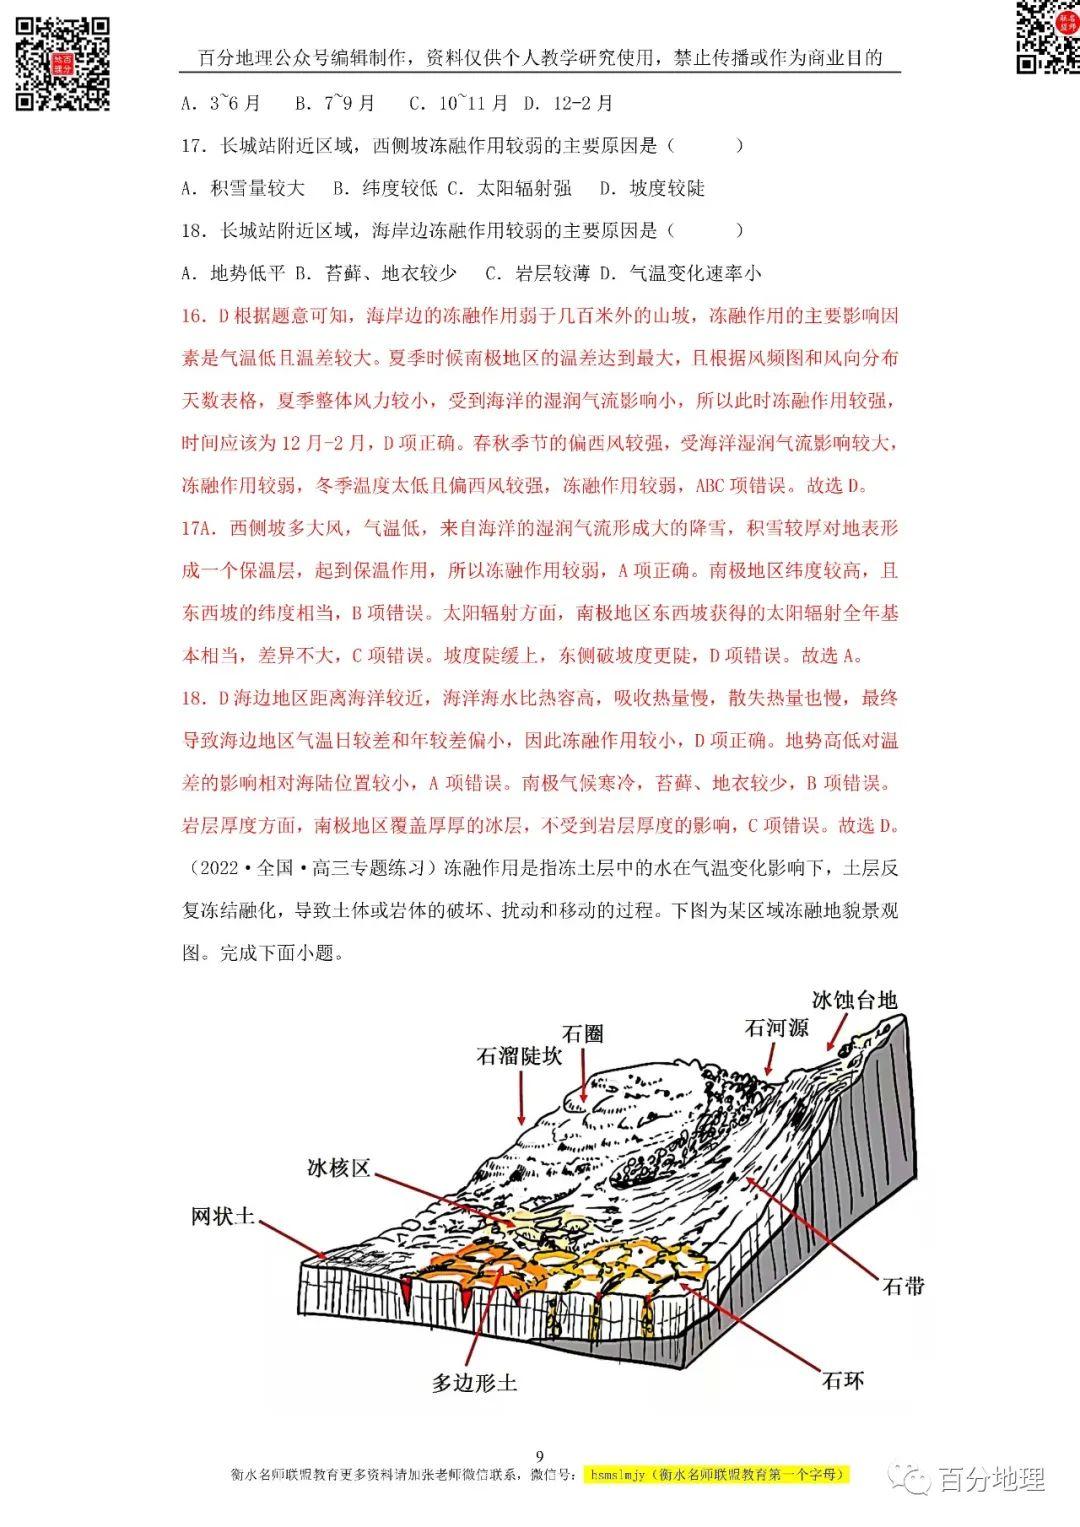 百分地理公众号编辑制作，资料仅供个人教学研究使用，禁止传播或作为商业目的
A．3~6月 B．7~9月 C．10~11月 D．12-2月
17．长城站附近区域，西侧坡冻融作用较弱的主要原因是（ ）
A．积雪量较大 B．纬度较低 C．太阳辐射强 D．坡度较陡
18．长城站附近区域，海岸边冻融作用较弱的主要原因是（ ）
A．地势低平 B．苔藓、地衣较少 C．岩层较薄 D．气温变化速率小
16．D根据题意可知，海岸边的冻融作用弱于几百米外的山坡，冻融作用的主要影响因
素是气温低且温差较大。夏季时候南极地区的温差达到最大，且根据风频图和风向分布
天数表格，夏季整体风力较小，受到海洋的湿润气流影响小，所以此时冻融作用较强，
时间应该为12月-2月，D项正确。春秋季节的偏西风较强，受海洋湿润气流影响较大，
冻融作用较弱，冬季温度太低且偏西风较强，冻融作用较弱，ABC项错误。故选D。
17A．西侧坡多大风，气温低，来自海洋的湿润气流形成大的降雪，积雪较厚对地表形
成一个保温层，起到保温作用，所以冻融作用较弱，A项正确。南极地区纬度较高，且
东西坡的纬度相当，B项错误。太阳辐射方面，南极地区东西坡获得的太阳辐射全年基
本相当，差异不大，C项错误。坡度陡缓上，东侧破坡度更陡，D项错误。故选A。
18．D海边地区距离海洋较近，海洋海水比热容高，吸收热量慢，散失热量也慢，最终
导致海边地区气温日较差和年较差偏小，因此冻融作用较小，D项正确。地势高低对温
差的影响相对海陆位置较小，A项错误。南极气候寒冷，苔藓、地衣较少，B项错误。
岩层厚度方面，南极地区覆盖厚厚的冰层，不受到岩层厚度的影响，C项错误。故选D。
（2022·全国·高三专题练习）冻融作用是指冻土层中的水在气温变化影响下，土层反
复冻结融化，导致土体或岩体的破坏、扰动和移动的过程。下图为某区域冻融地貌景观
图。完成下面小题。
冰蚀台地
石河源
石圈
石溜陡坎
冰核区
网状土
石带
石环
多边形土
9
衡水名师联盟教育更多资料请加张老师微信联系，微信号：hsmslmjy（衡水名师联盟教育第一个字母）
百分地理